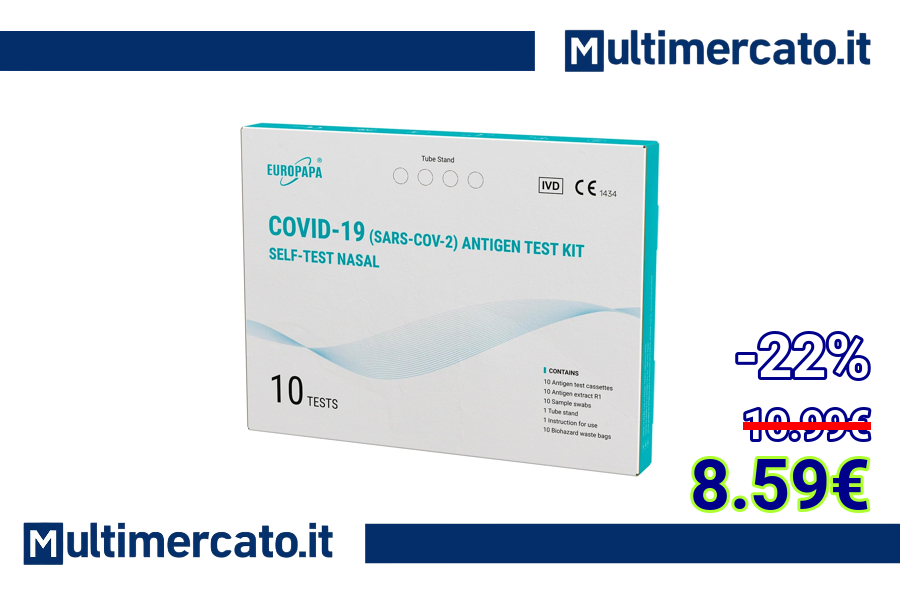 Multimercato.it
Tube Stand
EUROPAPA®
IVD CE 1434
COVID-19 (SARS-COV-2) ANTIGEN TEST KIT
SELF-TEST NASAL
10 TESTS
CONTAINS
10 Antigen test cassettes
10 Antigen extract R1
10 Sample swabs
1 Tube stand
1 Instruction for use
10 Biohazard waste bags
-22%
10.99€
8.59€
Multimercato.it